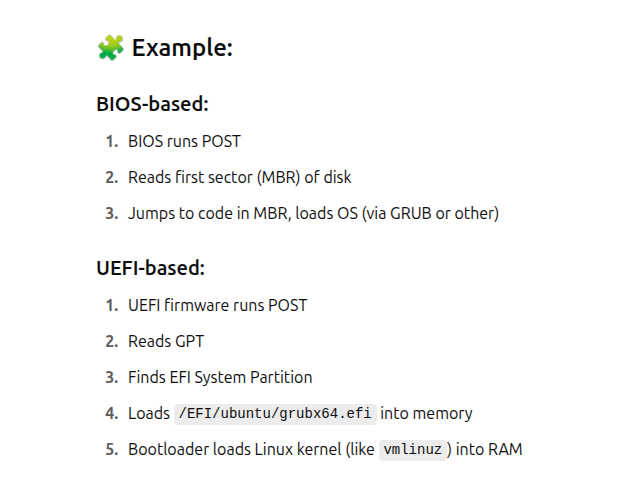 🧩 Example:
BIOS-based:
1. BIOS runs POST
2. Reads first sector (MBR) of disk
3. Jumps to code in MBR, loads OS (via GRUB or other)
UEFI-based:
1. UEFI firmware runs POST
2. Reads GPT
3. Finds EFI System Partition
4. Loads /EFI/ubuntu/grubx64.efi into memory
5. Bootloader loads Linux kernel (like vmlinuz) into RAM